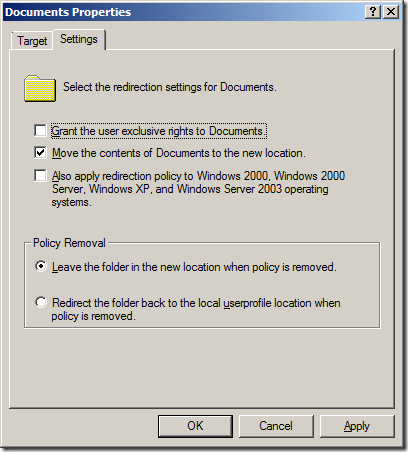 Documents Properties
Target
Settings
Select the redirection settings for Documents.
Grant the user exclusive rights to Documents.
Move the contents of Documents to the new location.
Also apply redirection policy to Windows 2000, Windows 2000
Server, Windows XP, and Windows Server 2003 operating
systems.
Policy Removal
Leave the folder in the new location when policy is removed.
Redirect the folder back to the local userprofile location when
policy is removed.
OK
Cancel
Apply